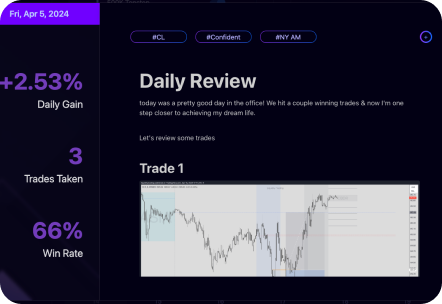 Fri, Apr 5, 2024
#CL
#Confident
#NY AM
+2.53%
Daily Gain
3
Trades Taken
66%
Win Rate
Daily Review
today was a pretty good day in the office! We hit a couple winning trades & now I'm one
step closer to achieving my dream life.
Let's review some trades
Trade 1